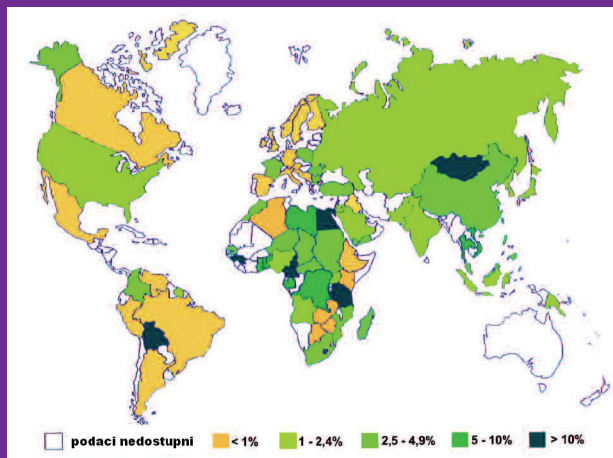 podaci nedostupni < 1% 1 - 2,4% 2,5 - 4,9% 5 - 10% > 10%